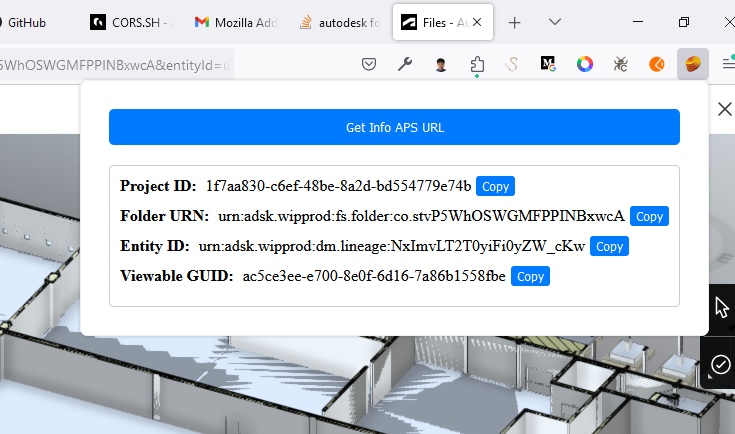 GitHub
CORS.SH -
Mozilla Add
autodesk fo
Files - Au
5WhOSWGMFPPINBxwcA&entityId=u
Get Info APS URL
Project ID: 1f7aa830-c6ef-48be-8a2d-bd554779e74b Copy
Folder URN: urn:adsk.wipprod:fs.folder:co.stvP5WhOSWGMFPPINBxwcA Copy
Entity ID: urn:adsk.wipprod:dm.lineage:NxImvLT2T0yiFi0yZW_cKw Copy
Viewable GUID: ac5ce3ee-e700-8e0f-6d16-7a86b1558fbe Copy